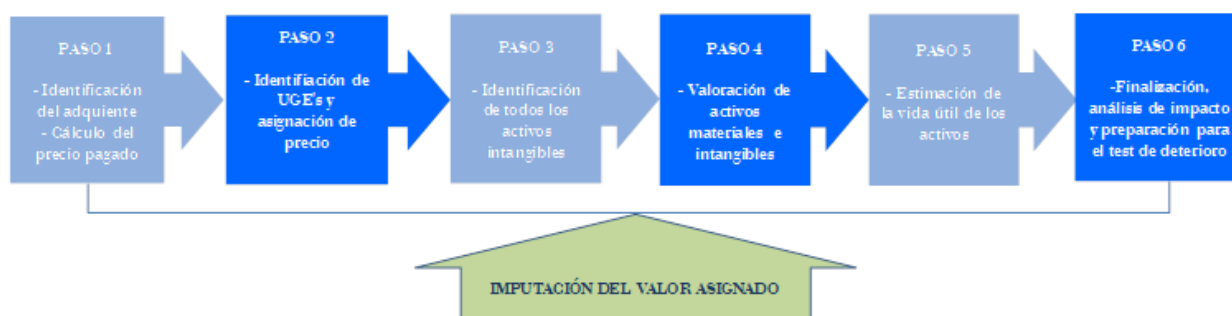 PASO 1
- Identificación
del adquiente
- Cálculo del
precio pagado
PASO 2
- Identifiación de
UGE's y
asignación de
precio
PASO 3
- Identificación
de todos los
activos
intangibles
PASO 4
- Valoración de
activos
materiales e
intangibles
PASO 5
- Estimación de
la vida útil de los
activos
PASO 6
-Finalización,
análisis de impacto
y preparación para
el test de deterioro
IMPUTACIÓN DEL VALOR ASIGNADO